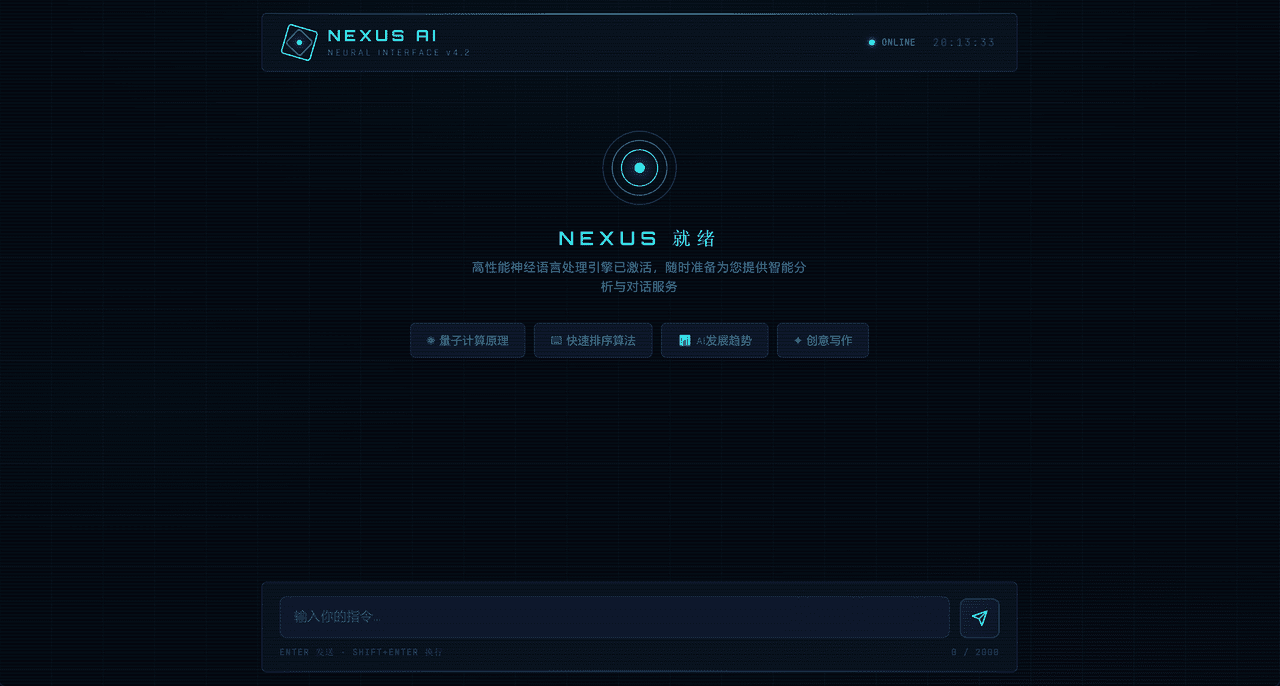 NEXUS AI
NEURAL INTERFACE v4.2
ONLINE 20:13:33
NEXUS 就绪
高性能神经语言处理引擎已激活，随时准备为您提供智能分
析与对话服务
量子计算原理
快速排序算法
AI发展趋势
创意写作
输入你的指令...
ENTER 发送 · SHIFT+ENTER 换行
0 / 2000